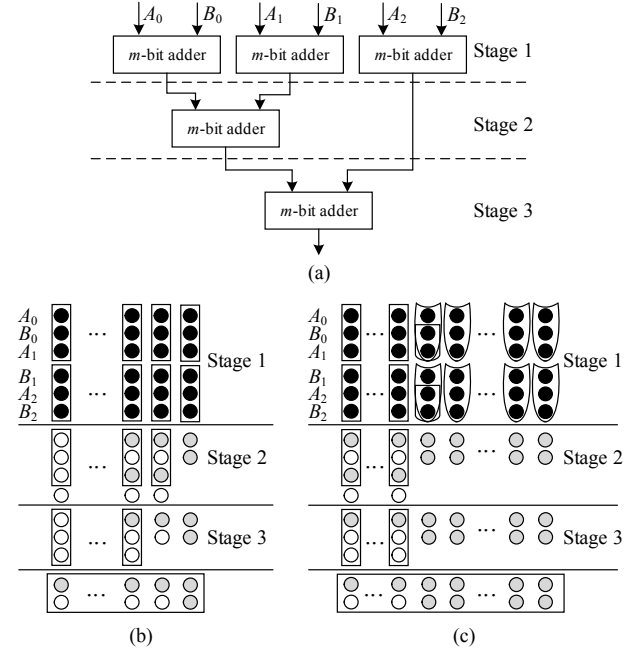 A0 B0 A1 B1 A2 B2
m-bit adder m-bit adder m-bit adder Stage 1
m-bit adder Stage 2
m-bit adder Stage 3
(a)
A0
B0
A1
B1
A2
B2
...
...
Stage 1
...
Stage 2
...
Stage 3
...
(b)
A0
B0
A1
B1
A2
B2
... ...
... ...
Stage 1
... ...
Stage 2
... ...
Stage 3
... ...
(c)